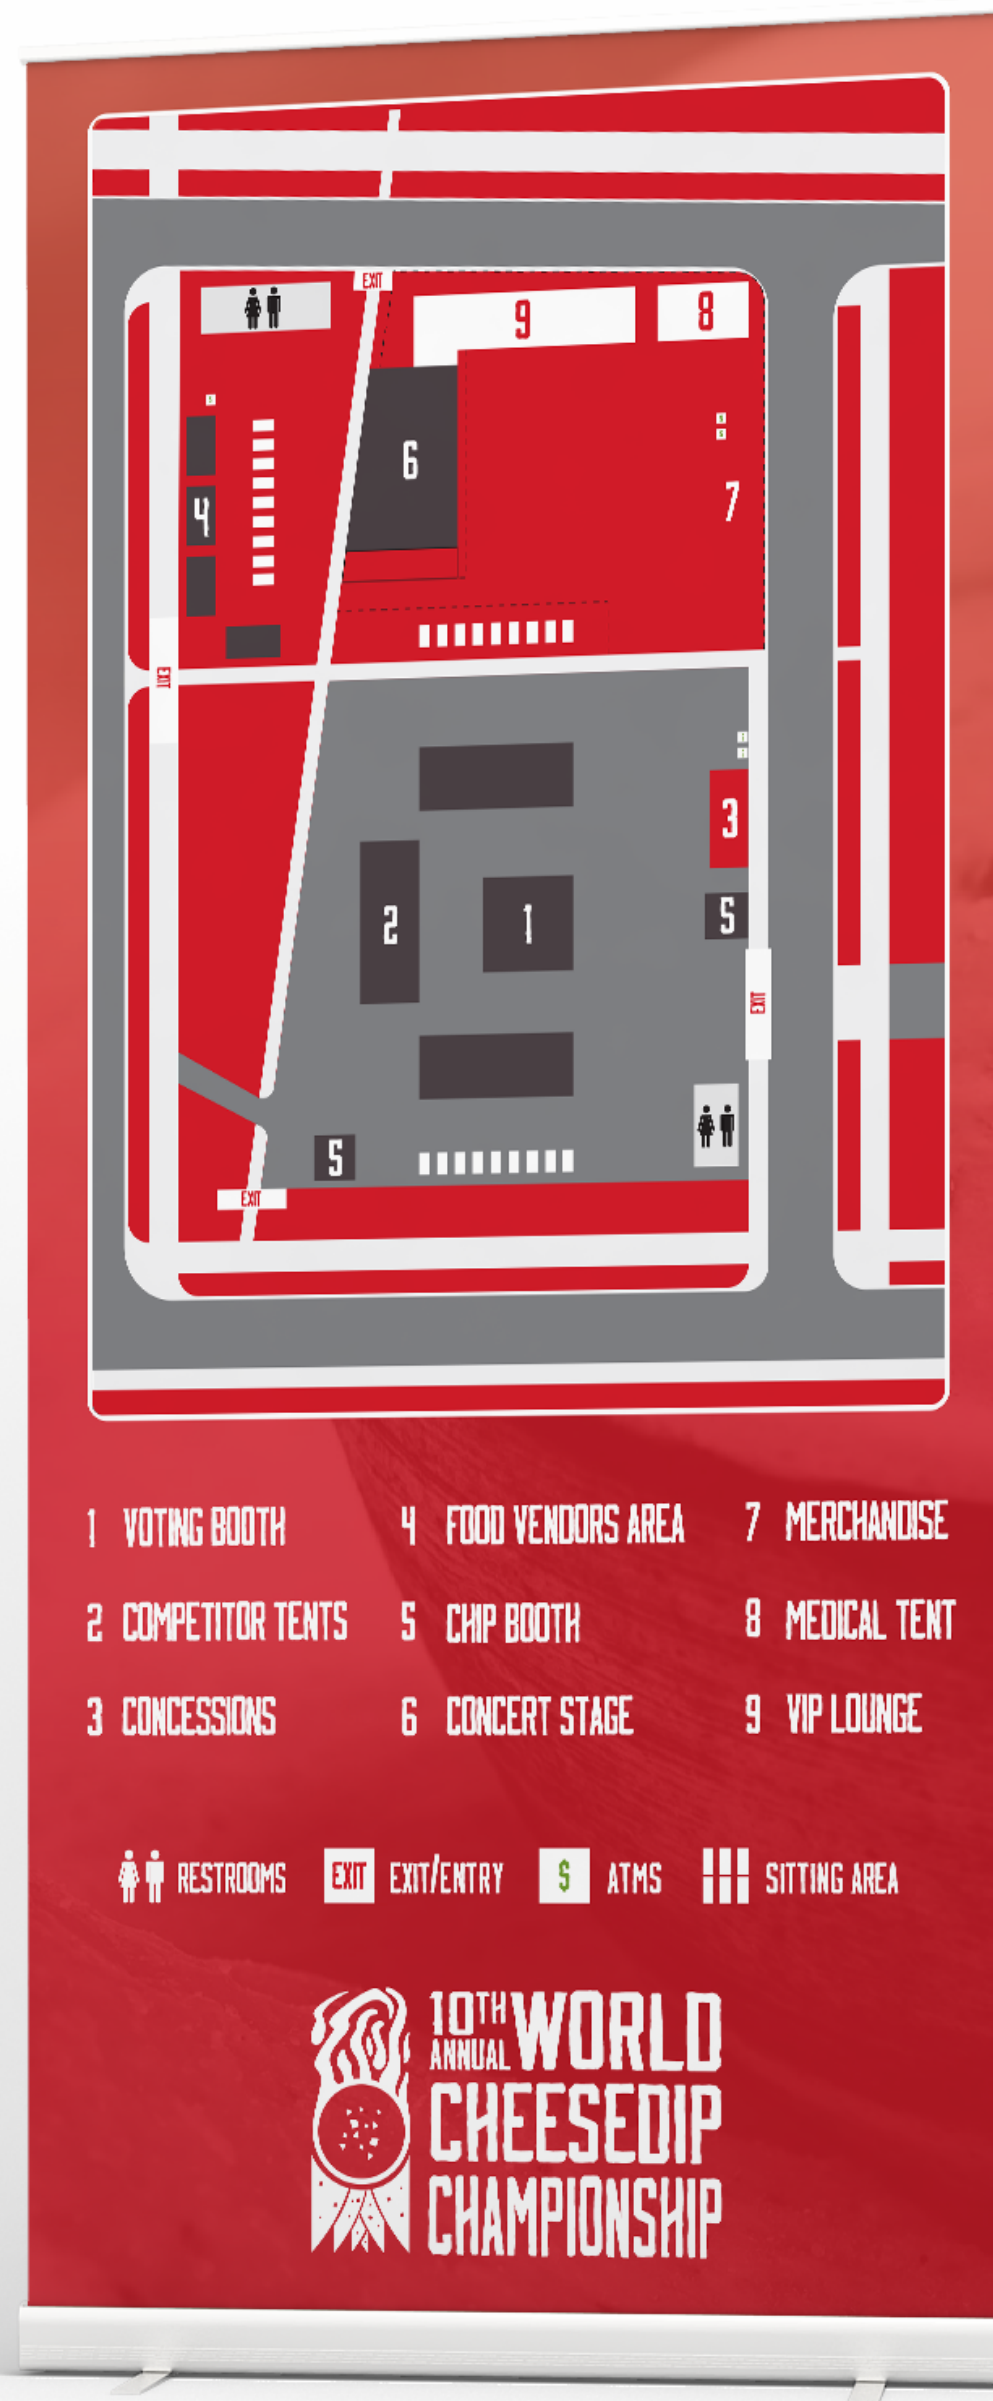 EXIT
9
8
$
$
6
4
7
$
EXIT
$
$
3
2
1
5
EXIT
5
EXIT
1 VOTING BOOTH
4 FOOD VENDORS AREA
7 MERCHANDISE
2 COMPETITOR TENTS
5 CHIP BOOTH
8 MEDICAL TENT
3 CONCESSIONS
6 CONCERT STAGE
9 VIP LOUNGE
RESTROOMS
EXIT EXIT/ENTRY
$ ATMS
SITTING AREA
10TH ANNUAL WORLD
CHEESEDIP
CHAMPIONSHIP